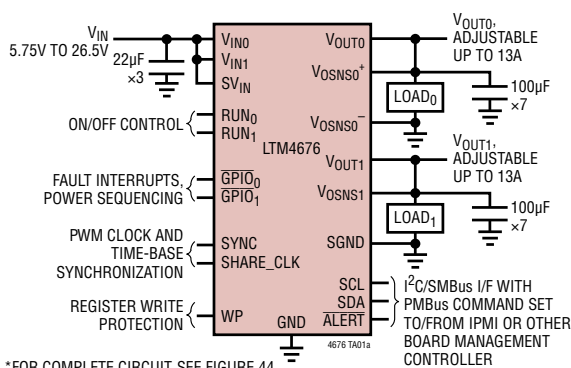 VIN
5.75V TO 26.5V
22µF
×3
ON/OFF CONTROL
FAULT INTERRUPTS,
POWER SEQUENCING
PWM CLOCK AND
TIME-BASE
SYNCHRONIZATION
REGISTER WRITE
PROTECTION
VIN0
VIN1
SVIN
RUN0
RUN1
GPIO0
GPIO1
SYNC
SHARE_CLK
WP
LTM4676
GND
VOUT0
VOSNS0+
VOSNS0–
VOUT1
VOSNS1
SGND
SCL
SDA
ALERT
VOUT0,
ADJUSTABLE
UP TO 13A
LOAD0
100µF
×7
VOUT1,
ADJUSTABLE
UP TO 13A
LOAD1
100µF
×7
I2C/SMBus I/F WITH
PMBus COMMAND SET
TO/FROM IPMI OR OTHER
BOARD MANAGEMENT
CONTROLLER
4676 TA01a
*FOR COMPLETE CIRCUIT, SEE FIGURE 44